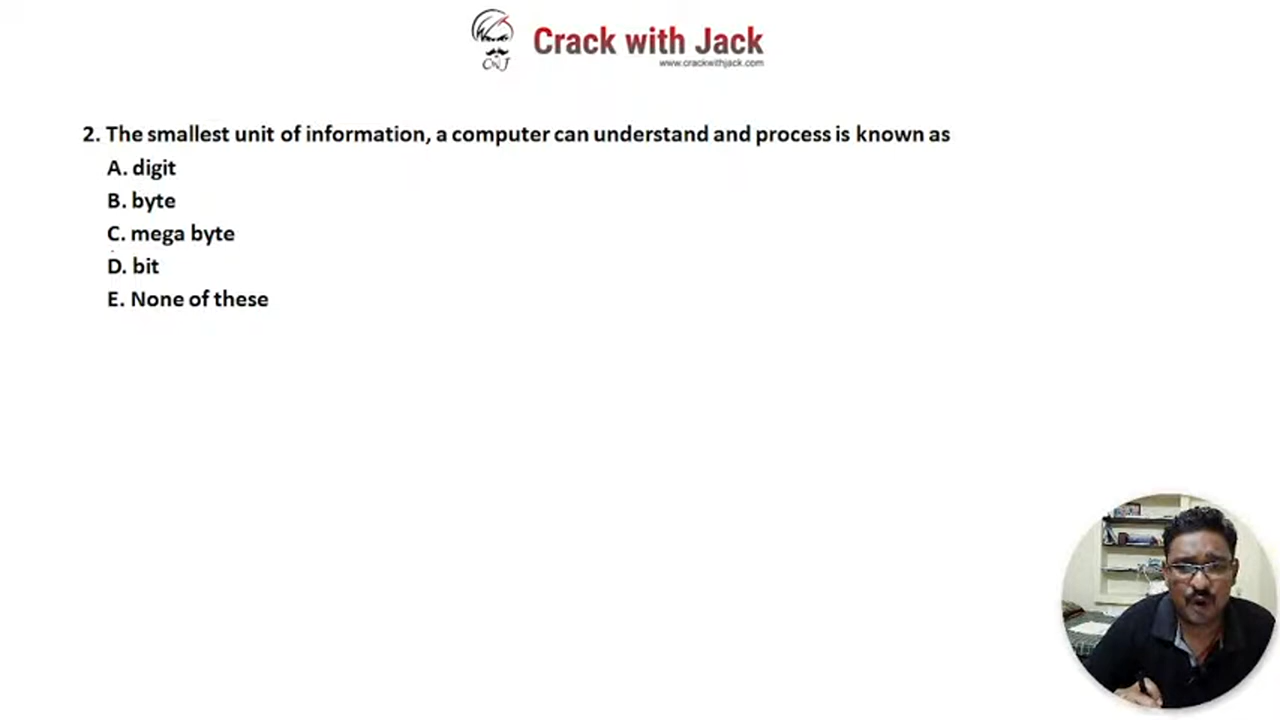 Crack with Jack
www.crackwithjack.com
2. The smallest unit of information, a computer can understand and process is known as
A. digit
B. byte
C. mega byte
D. bit
E. None of these